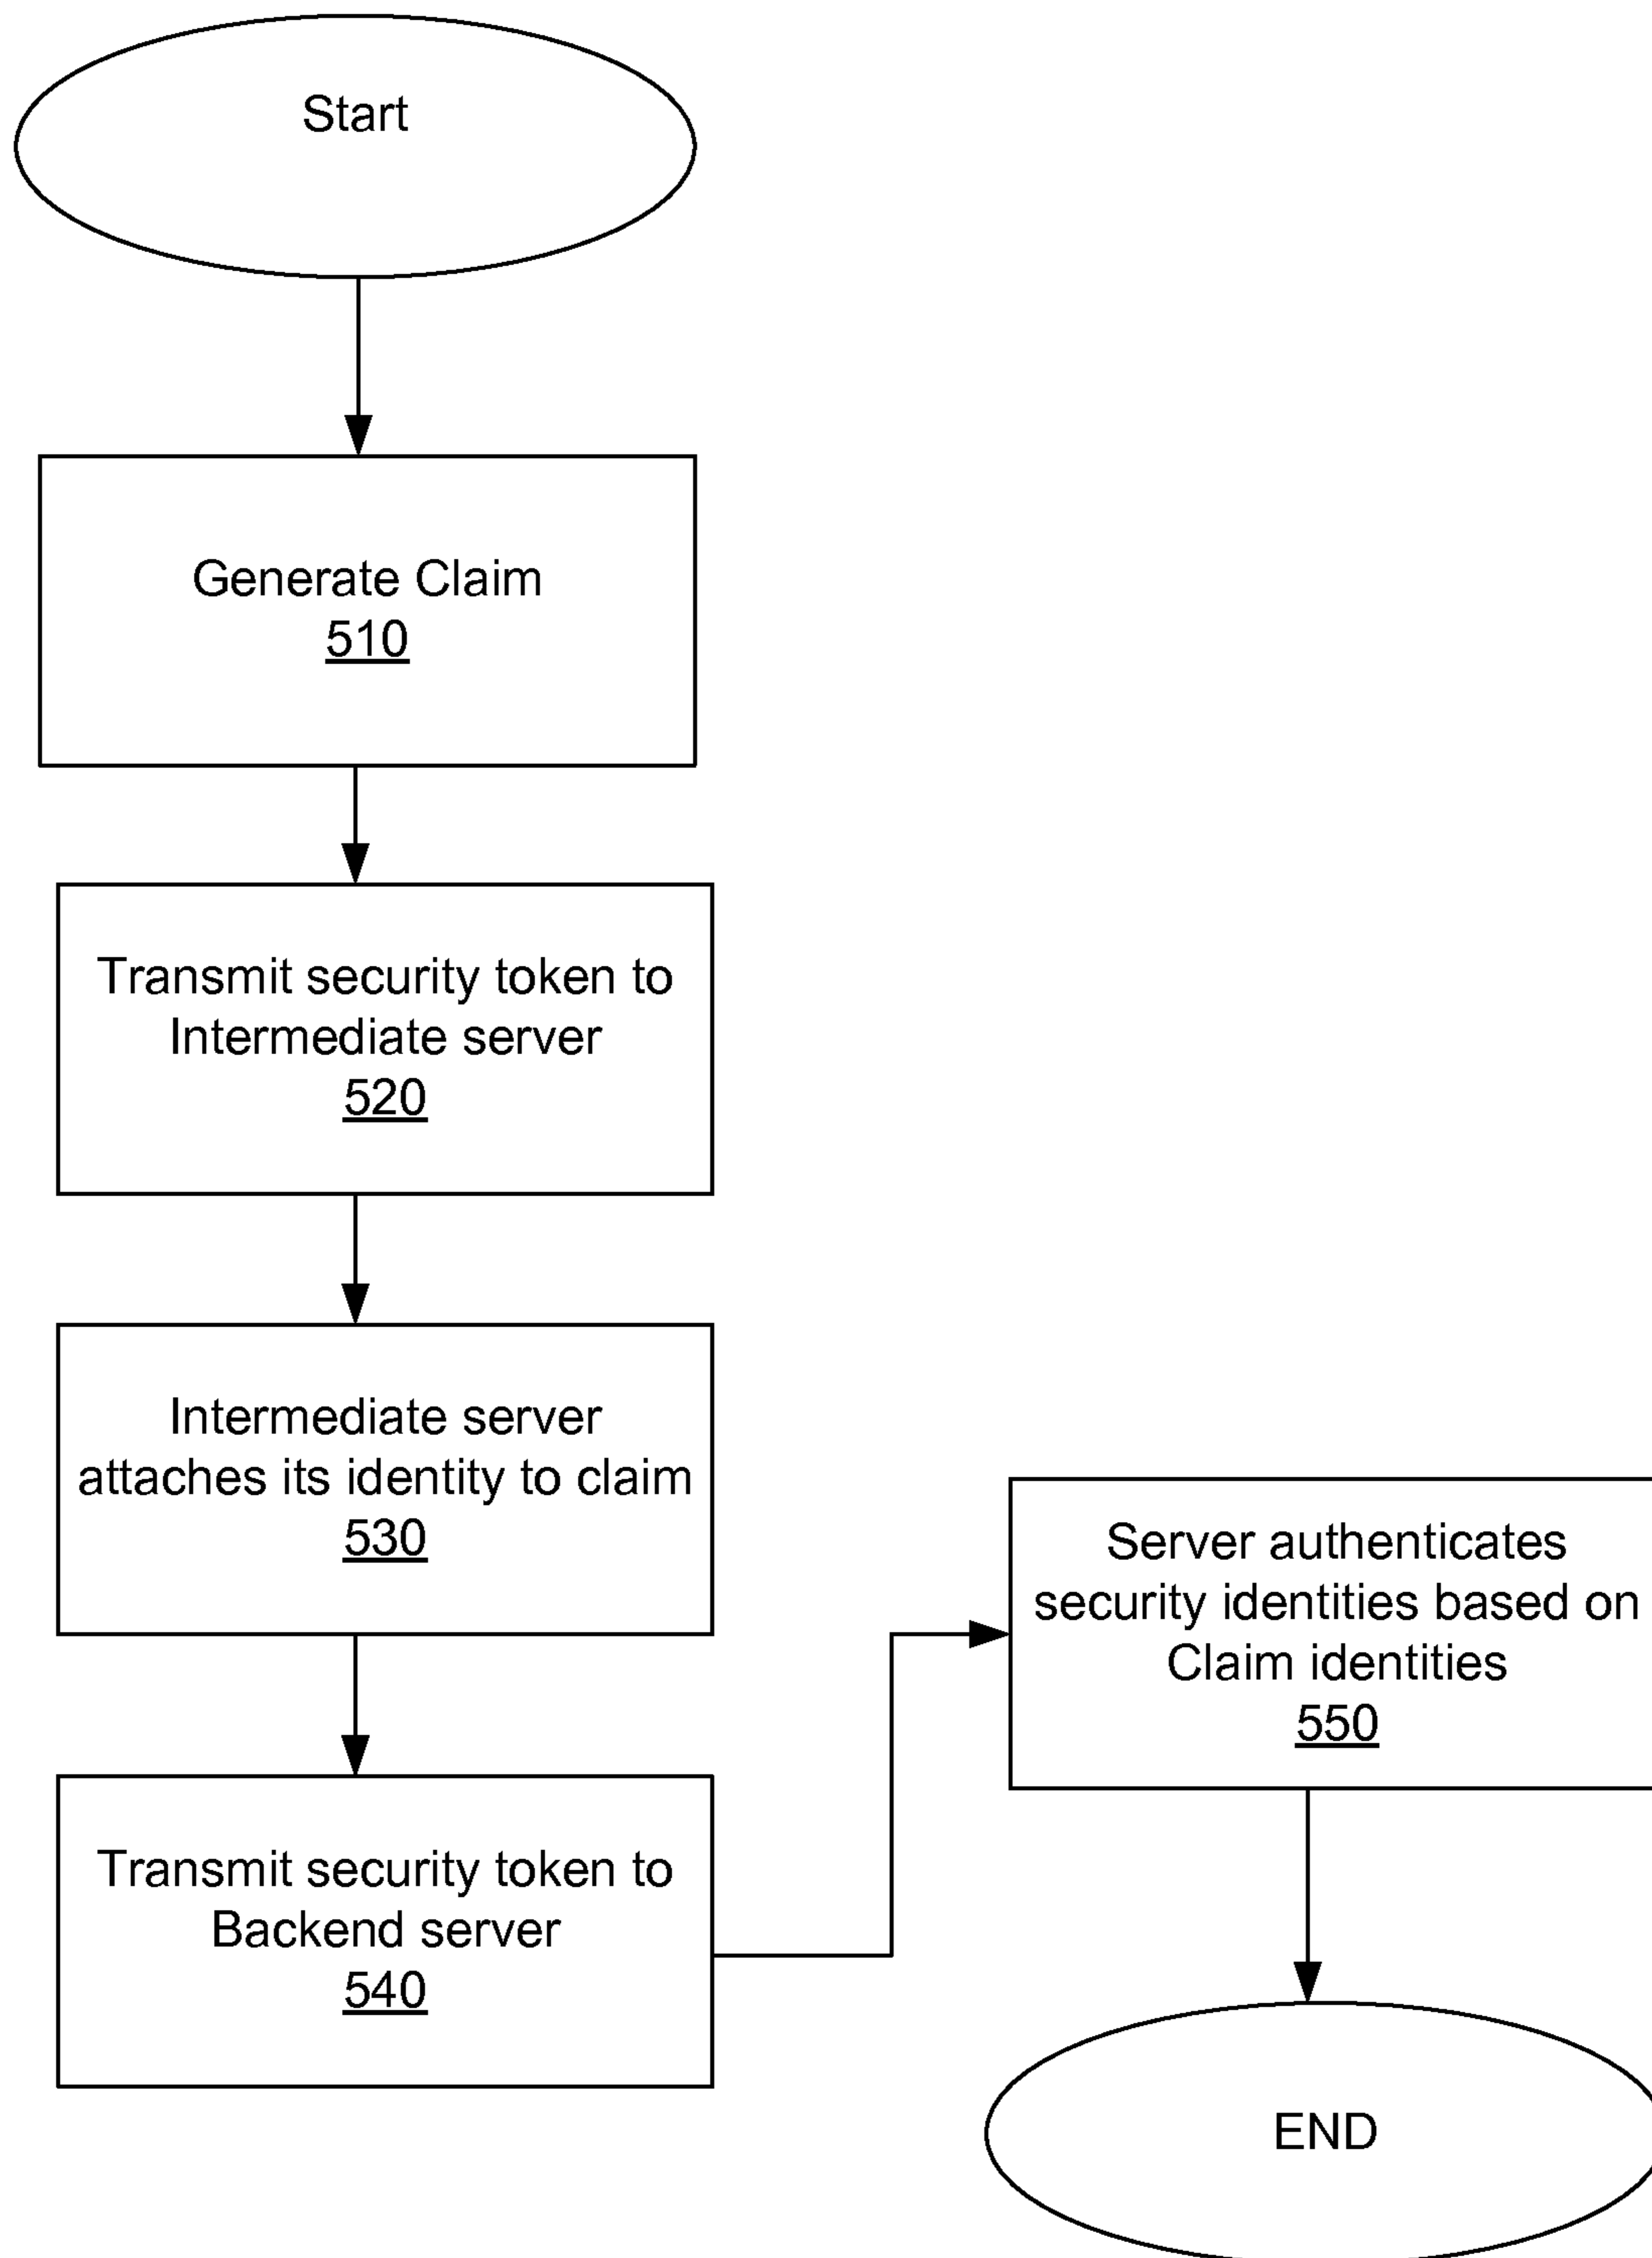 Start
Generate Claim
510
Transmit security token to
Intermediate server
520
Intermediate server
attaches its identity to claim
530
Transmit security token to
Backend server
540
Server authenticates
security identities based on
Claim identities
550
END